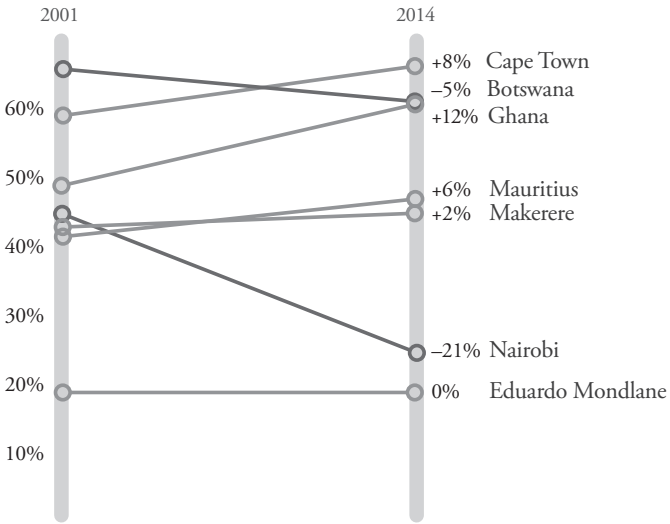 2001 2014
+8% Cape Town
–5% Botswana
60%
+12% Ghana
50%
+6% Mauritius
+2% Makerere
40%
30%
–21% Nairobi
20%
0% Eduardo Mondlane
10%